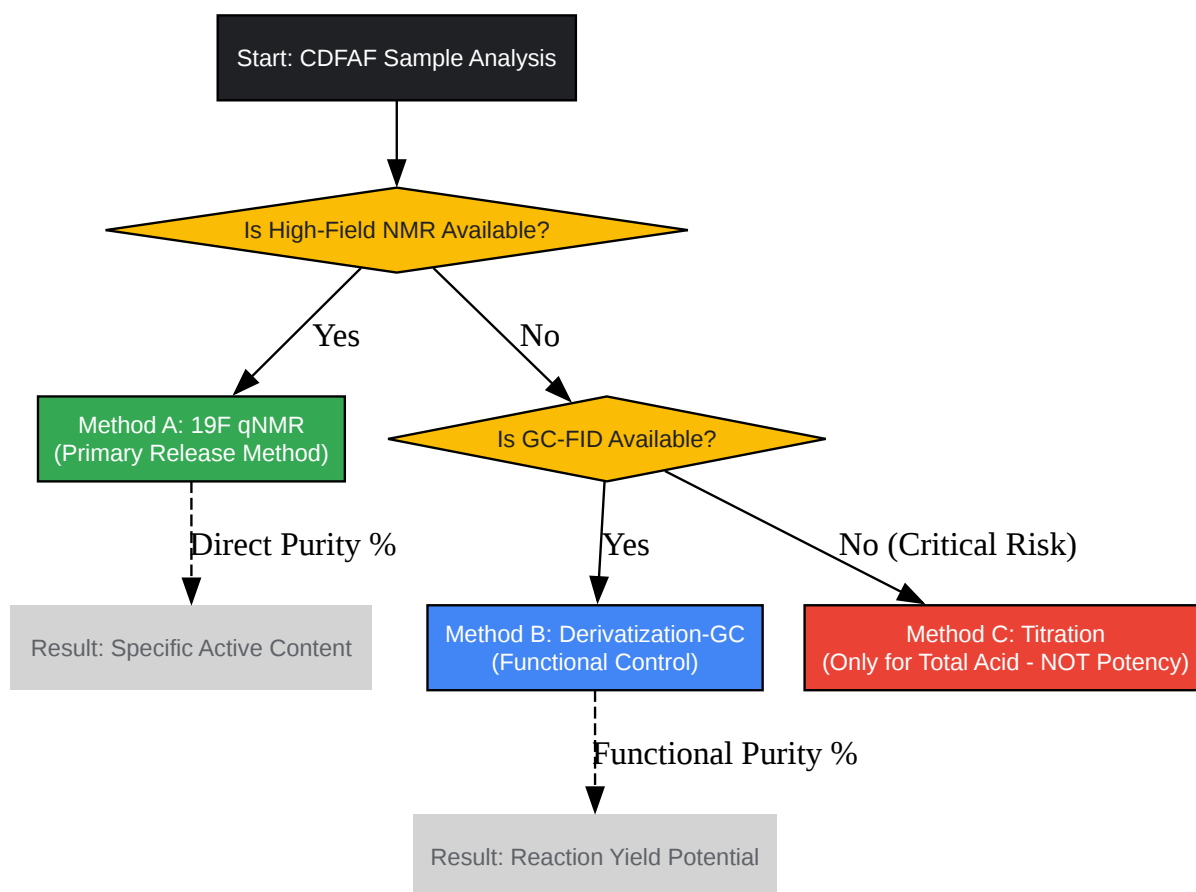 Start: CDFAF Sample Analysis
Is High-Field NMR Available?
Yes
No
Method A: 19F qNMR
(Primary Release Method)
Is GC-FID Available?
Direct Purity %
Yes
No (Critical Risk)
Result: Specific Active Content
Method B: Derivatization-GC
(Functional Control)
Method C: Titration
(Only for Total Acid - NOT Potency)
Functional Purity %
Result: Reaction Yield Potential